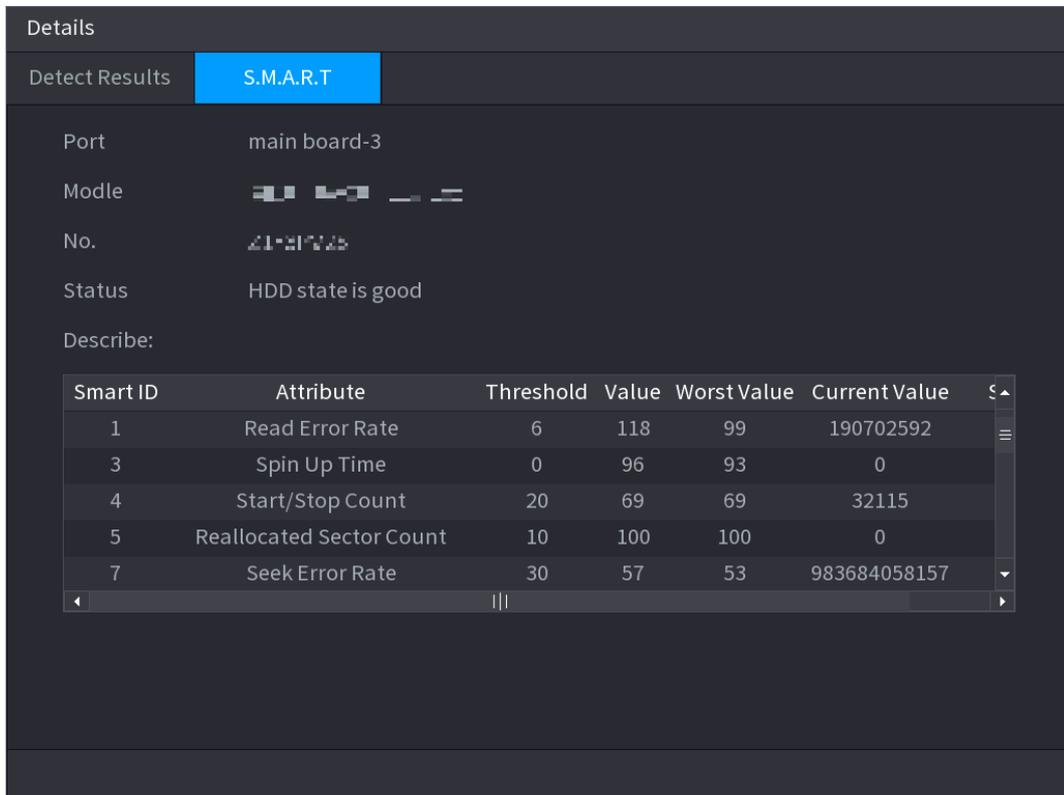 Details
Detect Results S.M.A.R.T
Port main board-3
Modle
No.
Status HDD state is good
Describe:
Smart ID Attribute Threshold Value Worst Value Current Value
1 Read Error Rate 6 118 99 190702592
3 Spin Up Time 0 96 93 0
4 Start/Stop Count 20 69 69 32115
5 Reallocated Sector Count 10 100 100 0
7 Seek Error Rate 30 57 53 983684058157